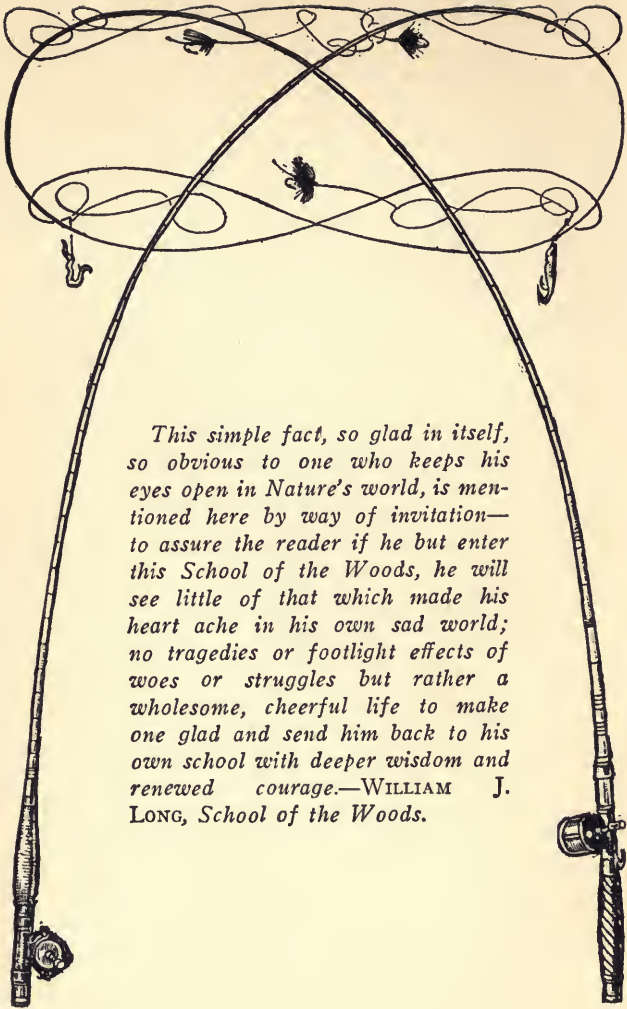 This simple fact, so glad in itself,
so obvious to one who keeps his
eyes open in Nature's world, is men-
tioned here by way of invitation—
to assure the reader if he but enter
this School of the Woods, he will
see little of that which made his
heart ache in his own sad world;
no tragedies or footlight effects of
woes or struggles but rather a
wholesome, cheerful life to make
one glad and send him back to his
own school with deeper wisdom and
renewed courage.—WILLIAM J.
LONG, School of the Woods.